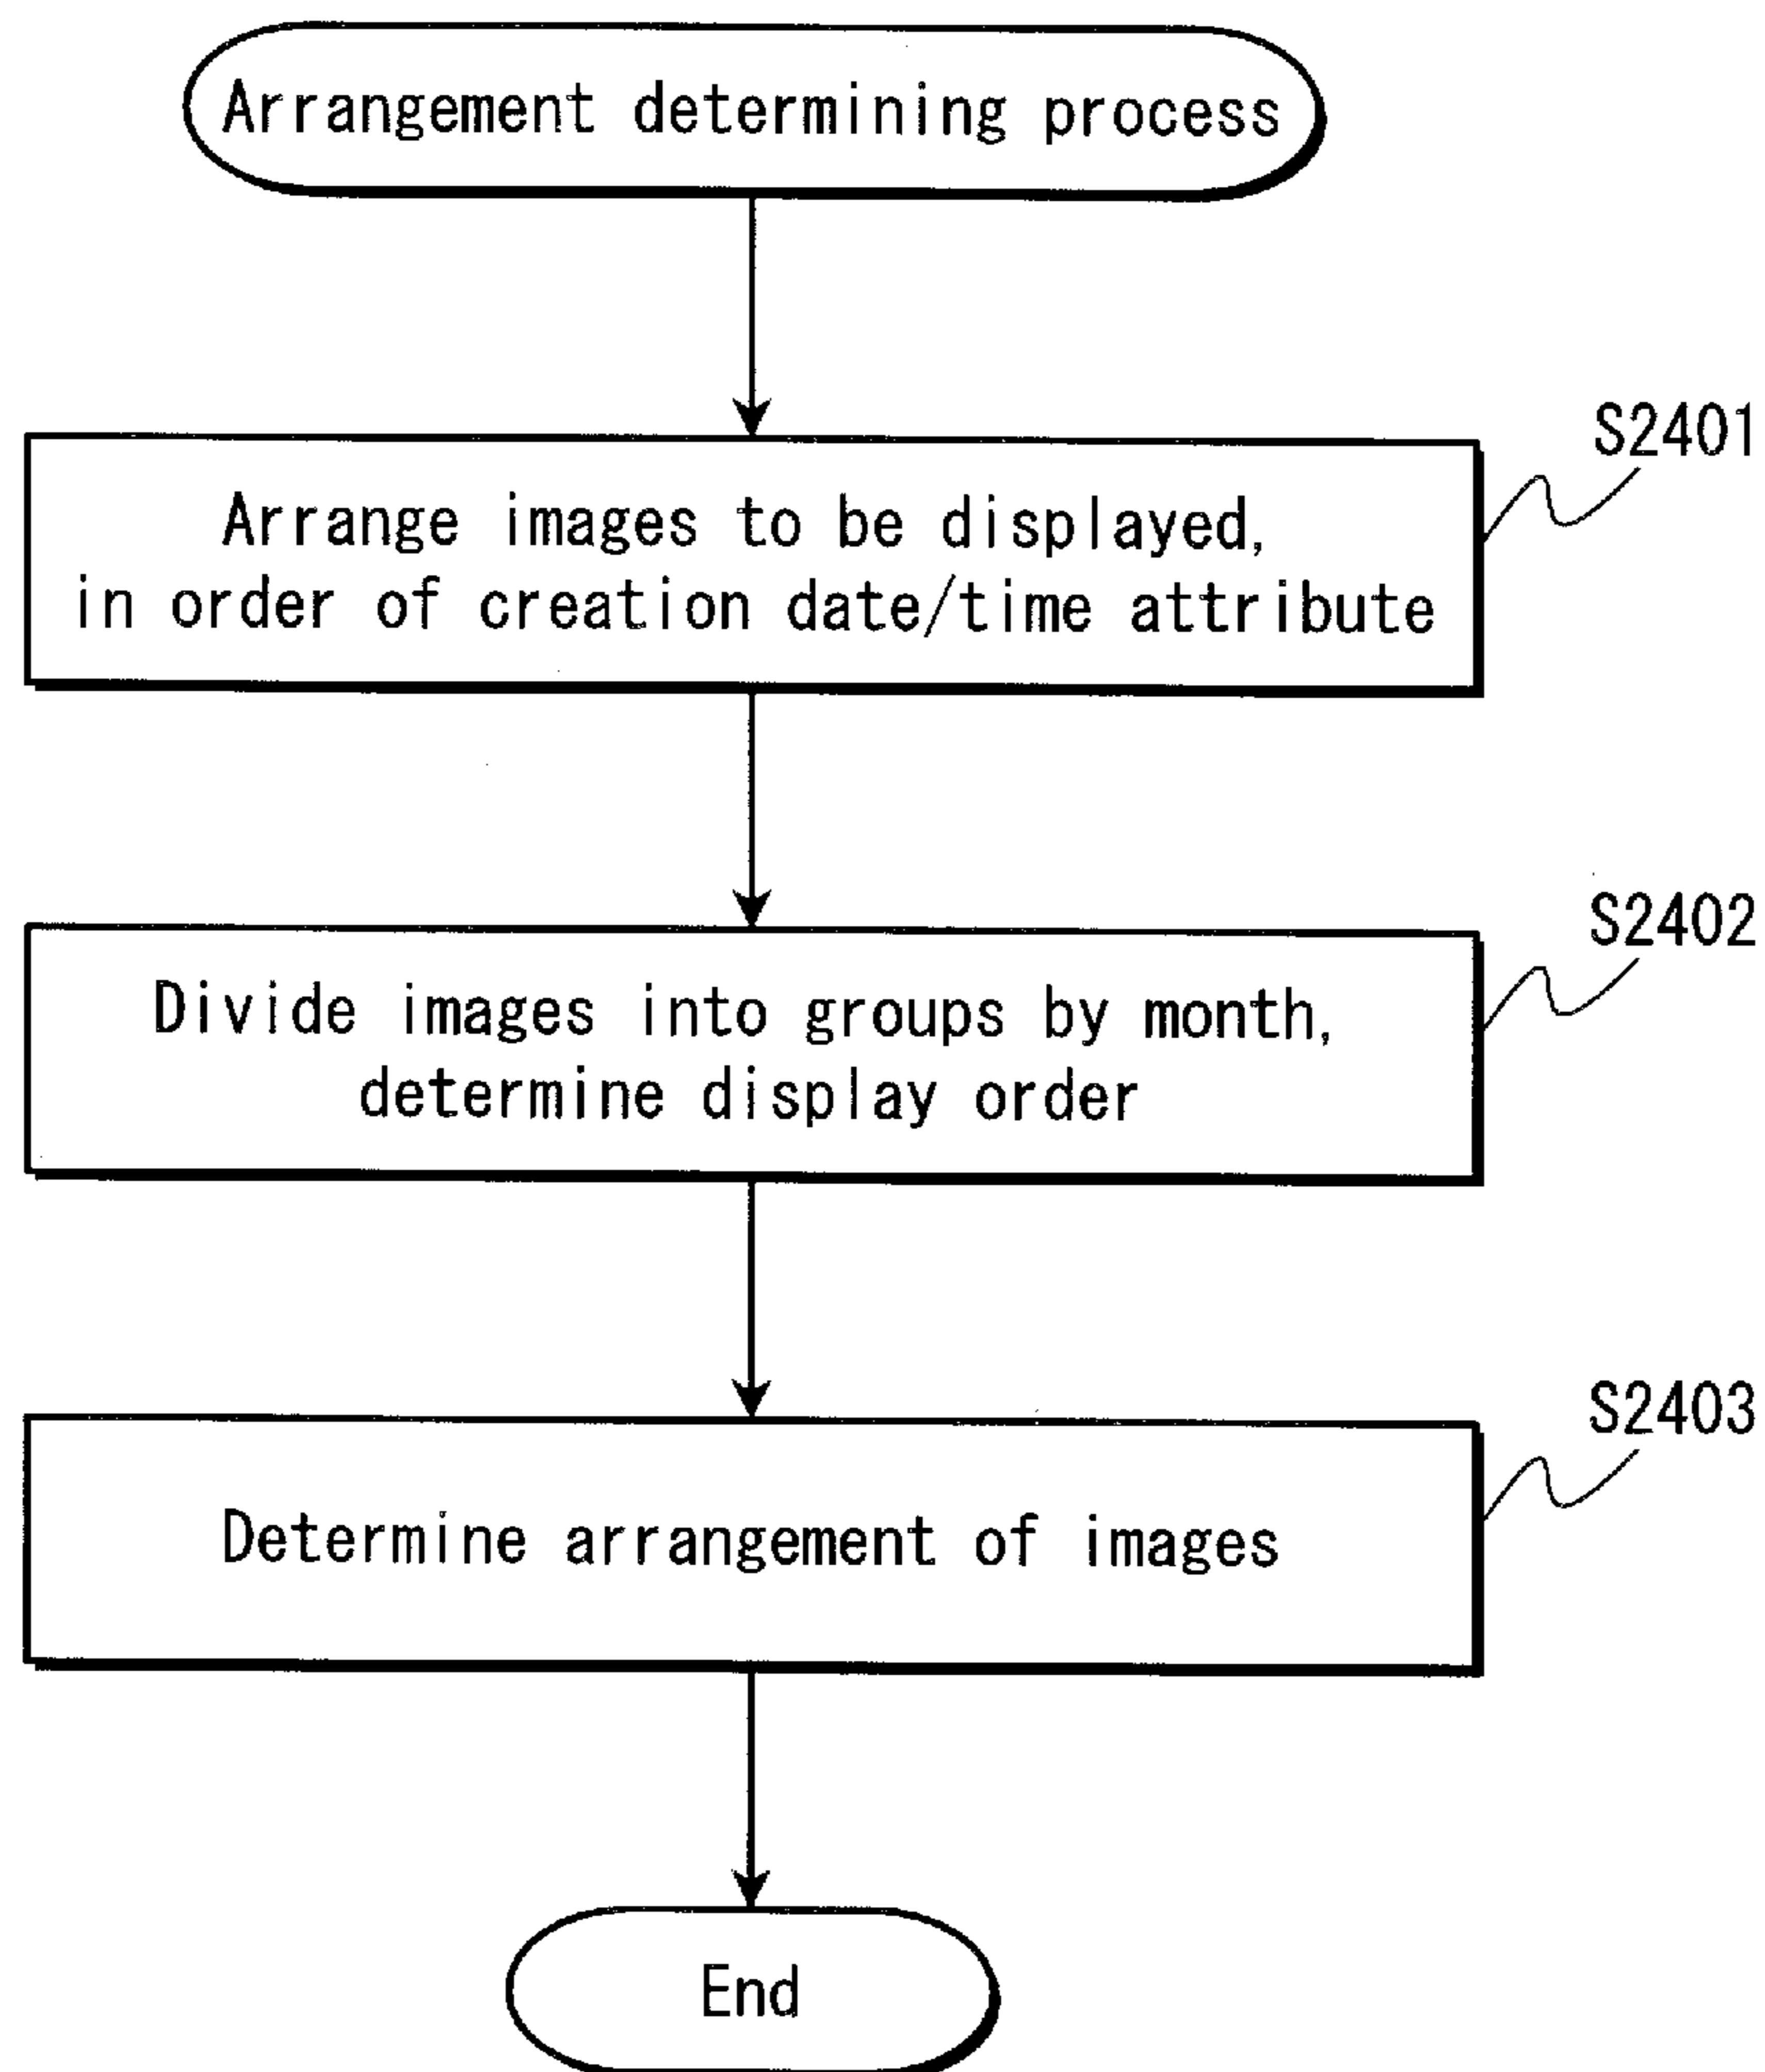 Arrangement determining process
S2401
Arrange images to be displayed,
in order of creation date/time attribute
S2402
Divide images into groups by month,
determine display order
S2403
Determine arrangement of images
End